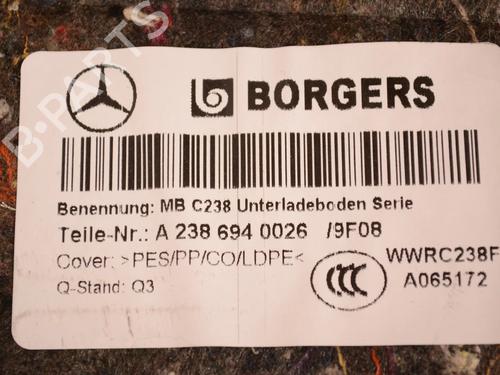 BORGERS
Benennung: MB C238 Unterladeboden Serie
Teile-Nr.: A 238 694 0026 /9F08
Cover: >PES/PP/CO/LDPE<
Q-Stand: Q3
CCC
WWRC238F
A065172
B-PARTS